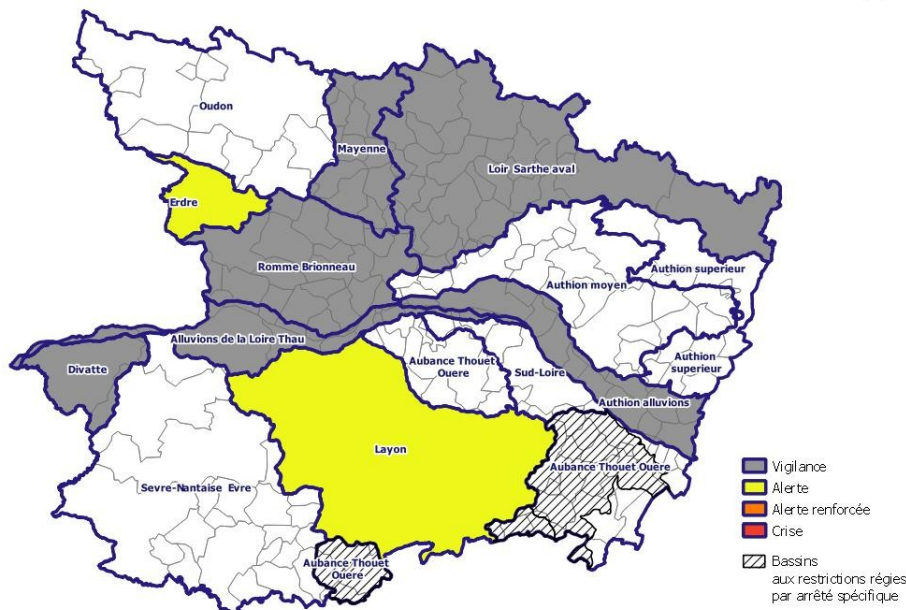 Oudon
Mayenne
Loir Sarthe aval
Erdre
Romme Brionneau
Authion superieur
Authion moyen
Alluvions de la Loire Thau
Aubance Thouet
Ouere
Sud-Loire
Authion
superieur
Divatte
Authion alluvions
Layon
Aubance Thouet Ouere
Sevre-Nantaise Evre
Aubance Thouet
Ouere
Vigilance
Alerte
Alerte renforcée
Crise
Bassins
aux restrictions régies
par arrêté spécifique